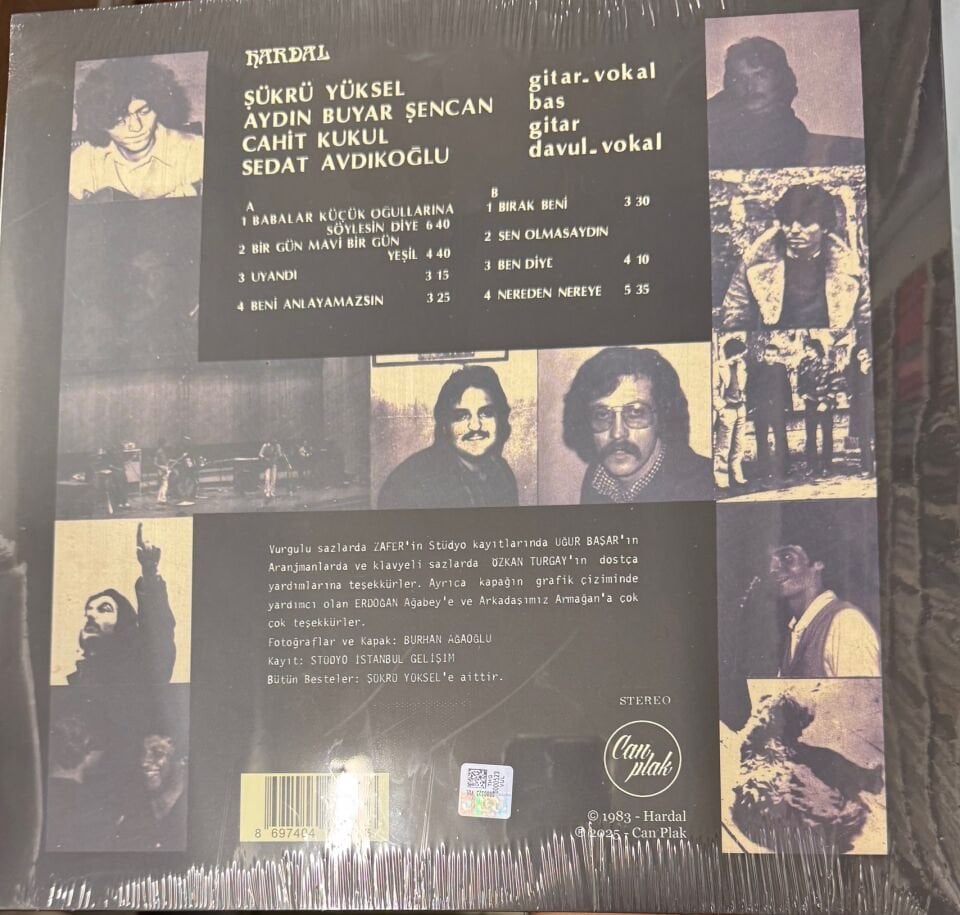 HARDAL
ŞÜKRÜ YÜKSEL gitar-vokal
AYDIN BUYAR ŞENCAN bas
CAHİT KUKUL gitar
SEDAT AVDIKOĞLU davul-vokal
A
1 BABALAR KÜÇÜK OĞULLARINA
SÖYLESİN DİYE 6 40
2 BİR GÜN MAVİ BİR GÜN
YEŞİL 4 40
3 UYANDI 3 15
4 BENİ ANLAYAMAZSIN 3 25
B
1 BIRAK BENİ 3 30
2 SEN OLMASAYDIN
3 BEN DİYE 4 10
4 NEREDEN NEREYE 5 35
Vurgulu sazlarda ZAFER'in Stüdyo kayıtlarında UĞUR BAŞAR'ın
Aranjmanlarda ve klavyeli sazlarda ÖZKAN TURGAY'ın dostça
yardımlarına teşekkürler. Ayrıca kapağın grafik çiziminde
yardımcı olan ERDOĞAN Ağabey'e ve Arkadaşımız Armağan'a çok
çok teşekkürler.
Fotoğraflar ve Kapak: BURHAN AĞAOĞLU
Kayıt: STÜDYO İSTANBUL GELİŞİM
Bütün Besteler: ŞÜKRÜ YÜKSEL'e aittir.
STEREO
Can plak
© 1983 - Hardal
℗ 2025 - Can Plak
8 697404